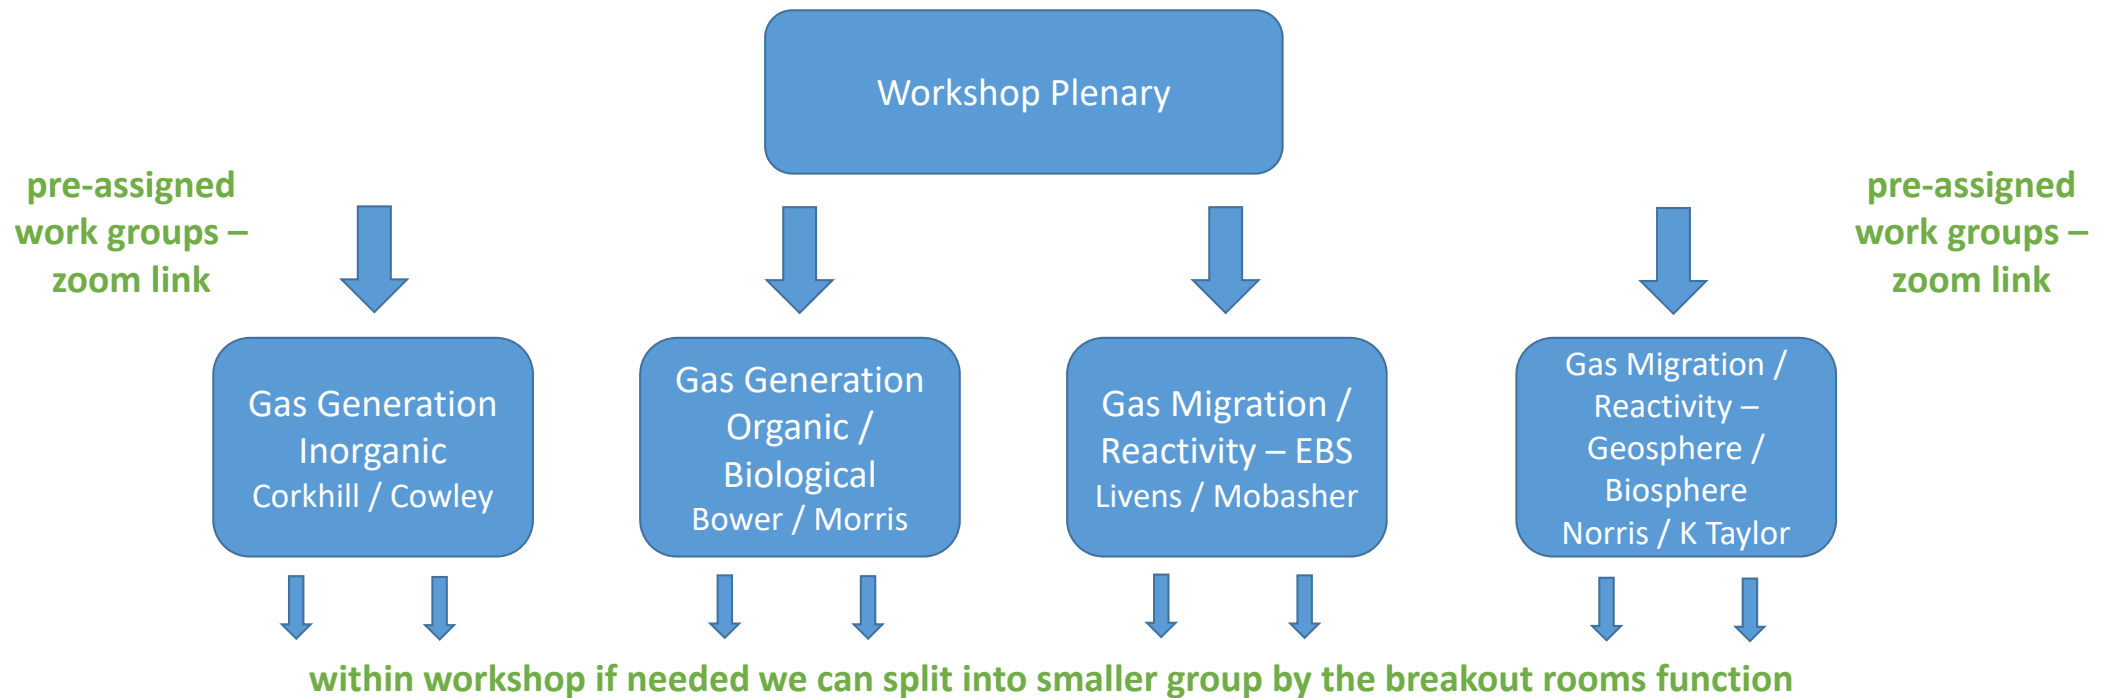 Workshop Plenary
pre-assigned
work groups –
zoom link
pre-assigned
work groups –
zoom link
Gas Generation
Inorganic
Corkhill / Cowley
Gas Generation
Organic /
Biological
Bower / Morris
Gas Migration /
Reactivity – EBS
Livens / Mobasher
Gas Migration /
Reactivity –
Geosphere /
Biosphere
Norris / K Taylor
within workshop if needed we can split into smaller group by the breakout rooms function